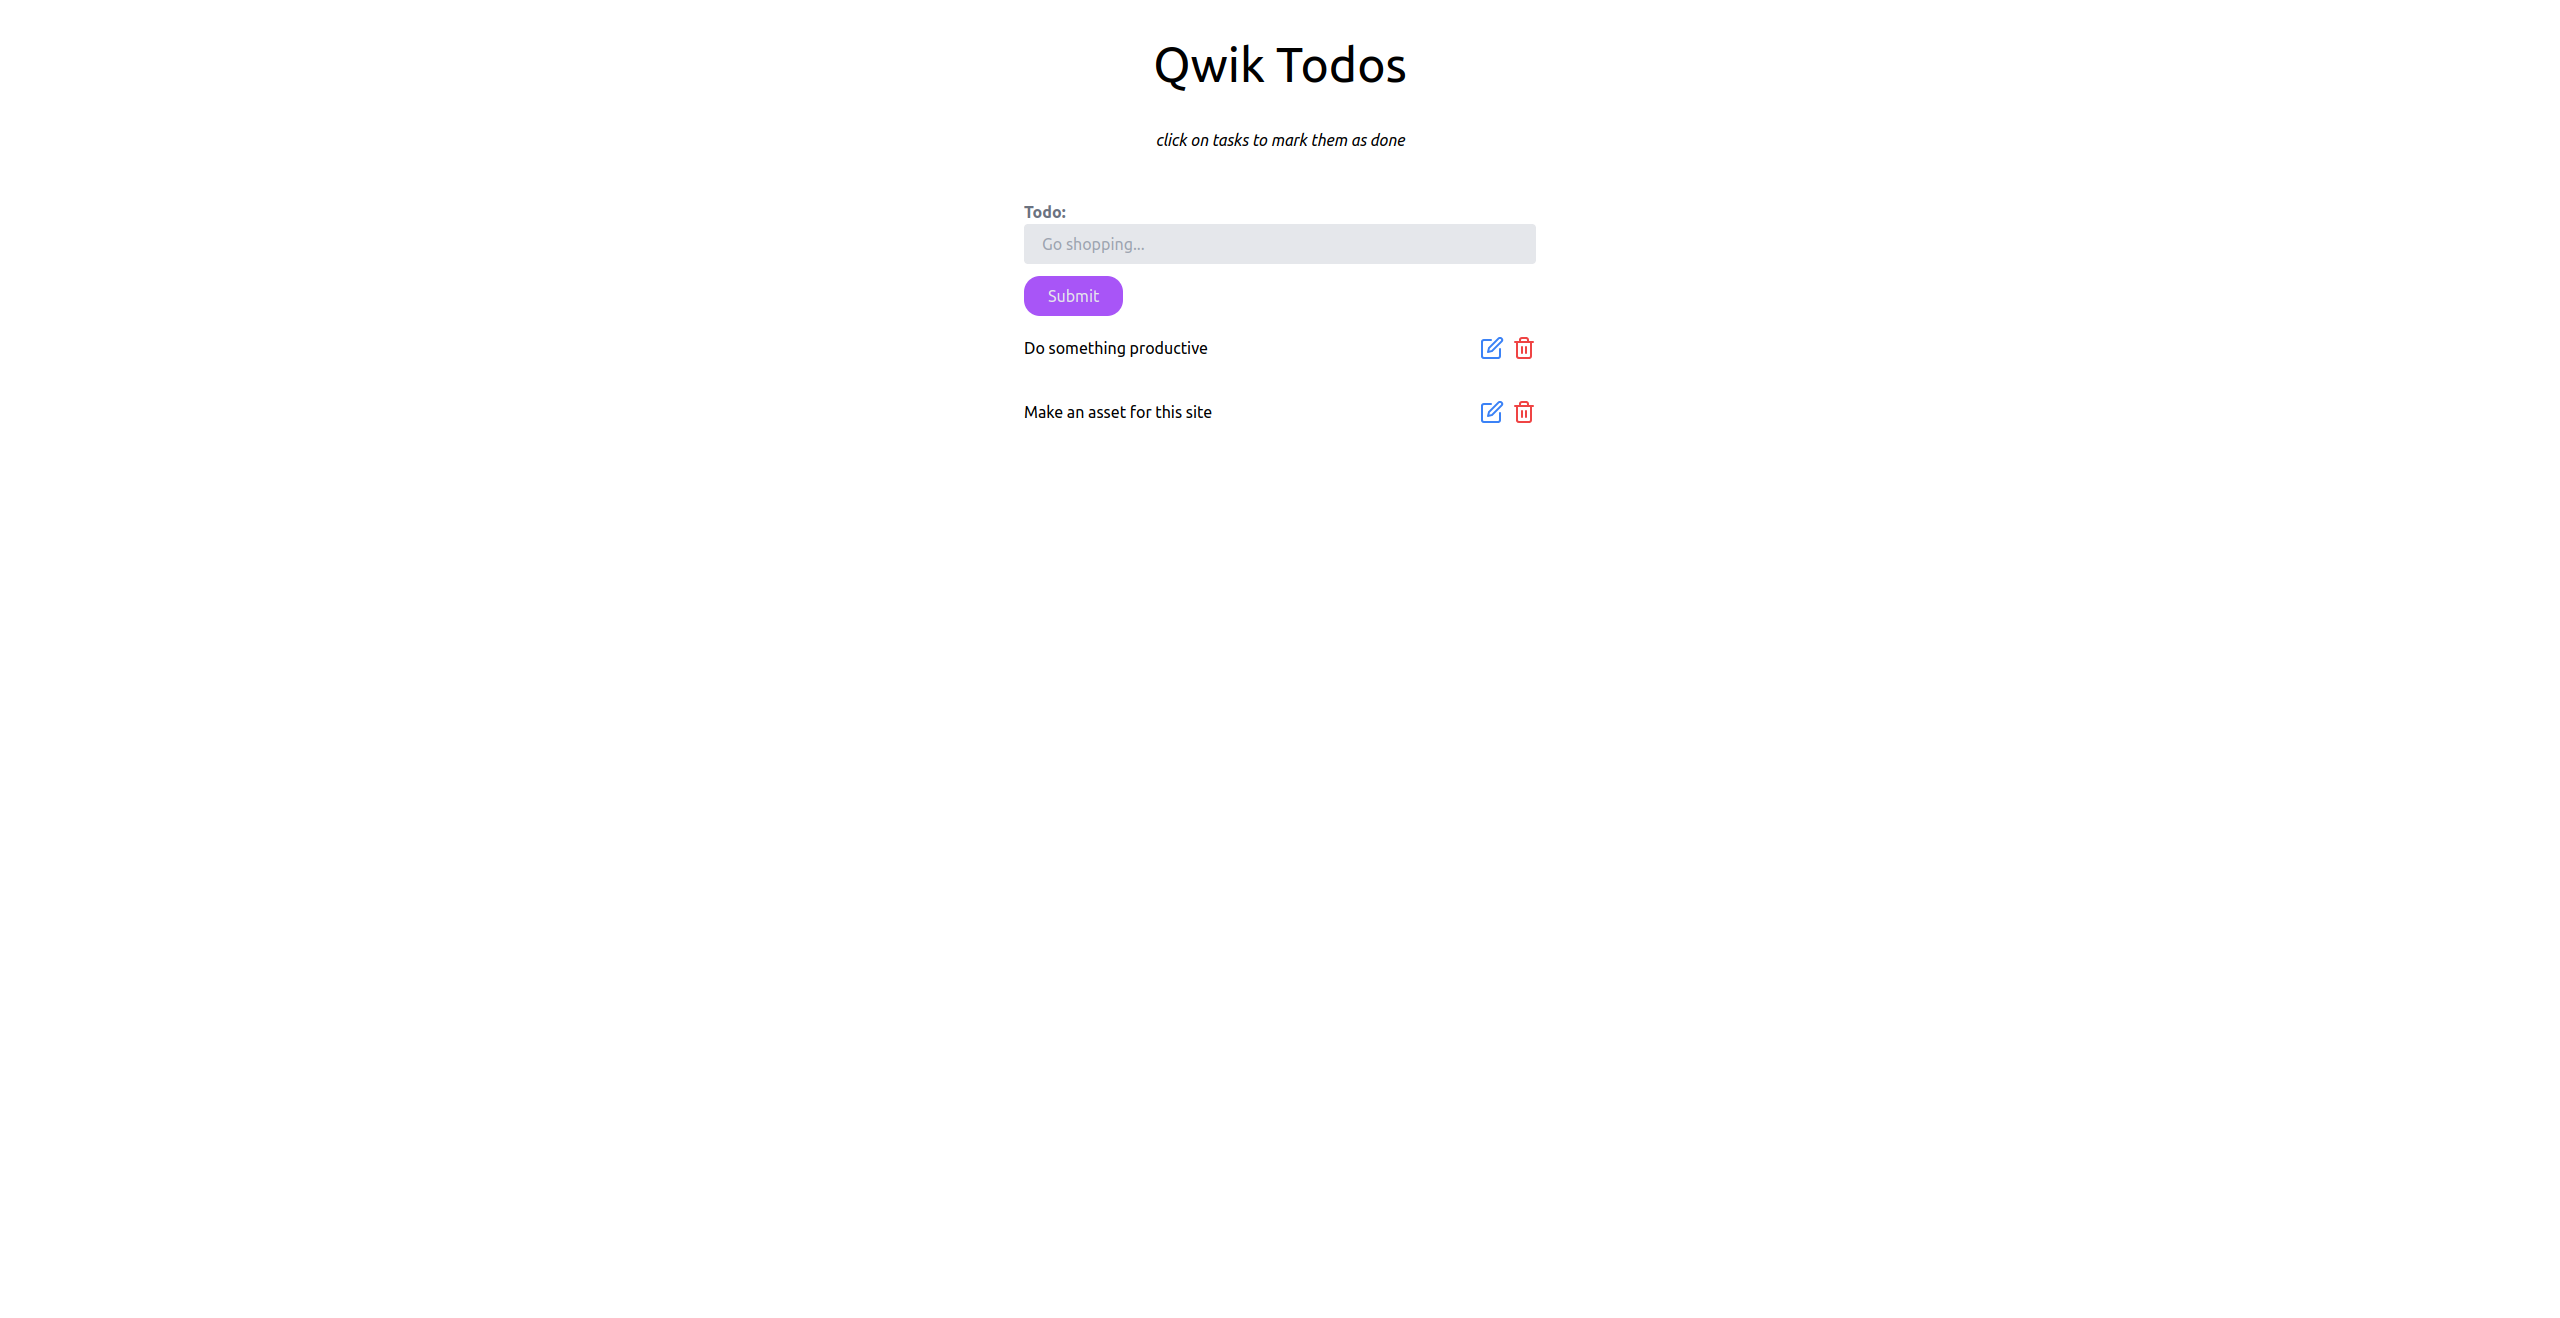 Qwik Todos
click on tasks to mark them as done
Todo:
Go shopping...
Submit
Do something productive
Make an asset for this site